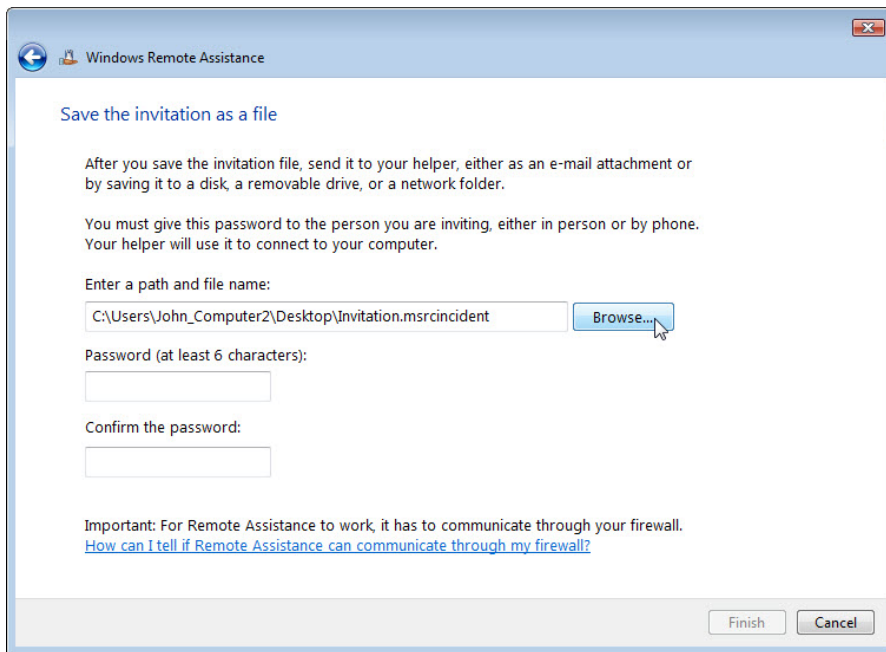 Windows Remote Assistance
Save the invitation as a file
After you save the invitation file, send it to your helper, either as an e-mail attachment or
by saving it to a disk, a removable drive, or a network folder.
You must give this password to the person you are inviting, either in person or by phone.
Your helper will use it to connect to your computer.
Enter a path and file name:
C:\Users\John_Computer2\Desktop\Invitation.msrcincident
Browse...
Password (at least 6 characters):
Confirm the password:
Important: For Remote Assistance to work, it has to communicate through your firewall.
How can I tell if Remote Assistance can communicate through my firewall?
Finish
Cancel